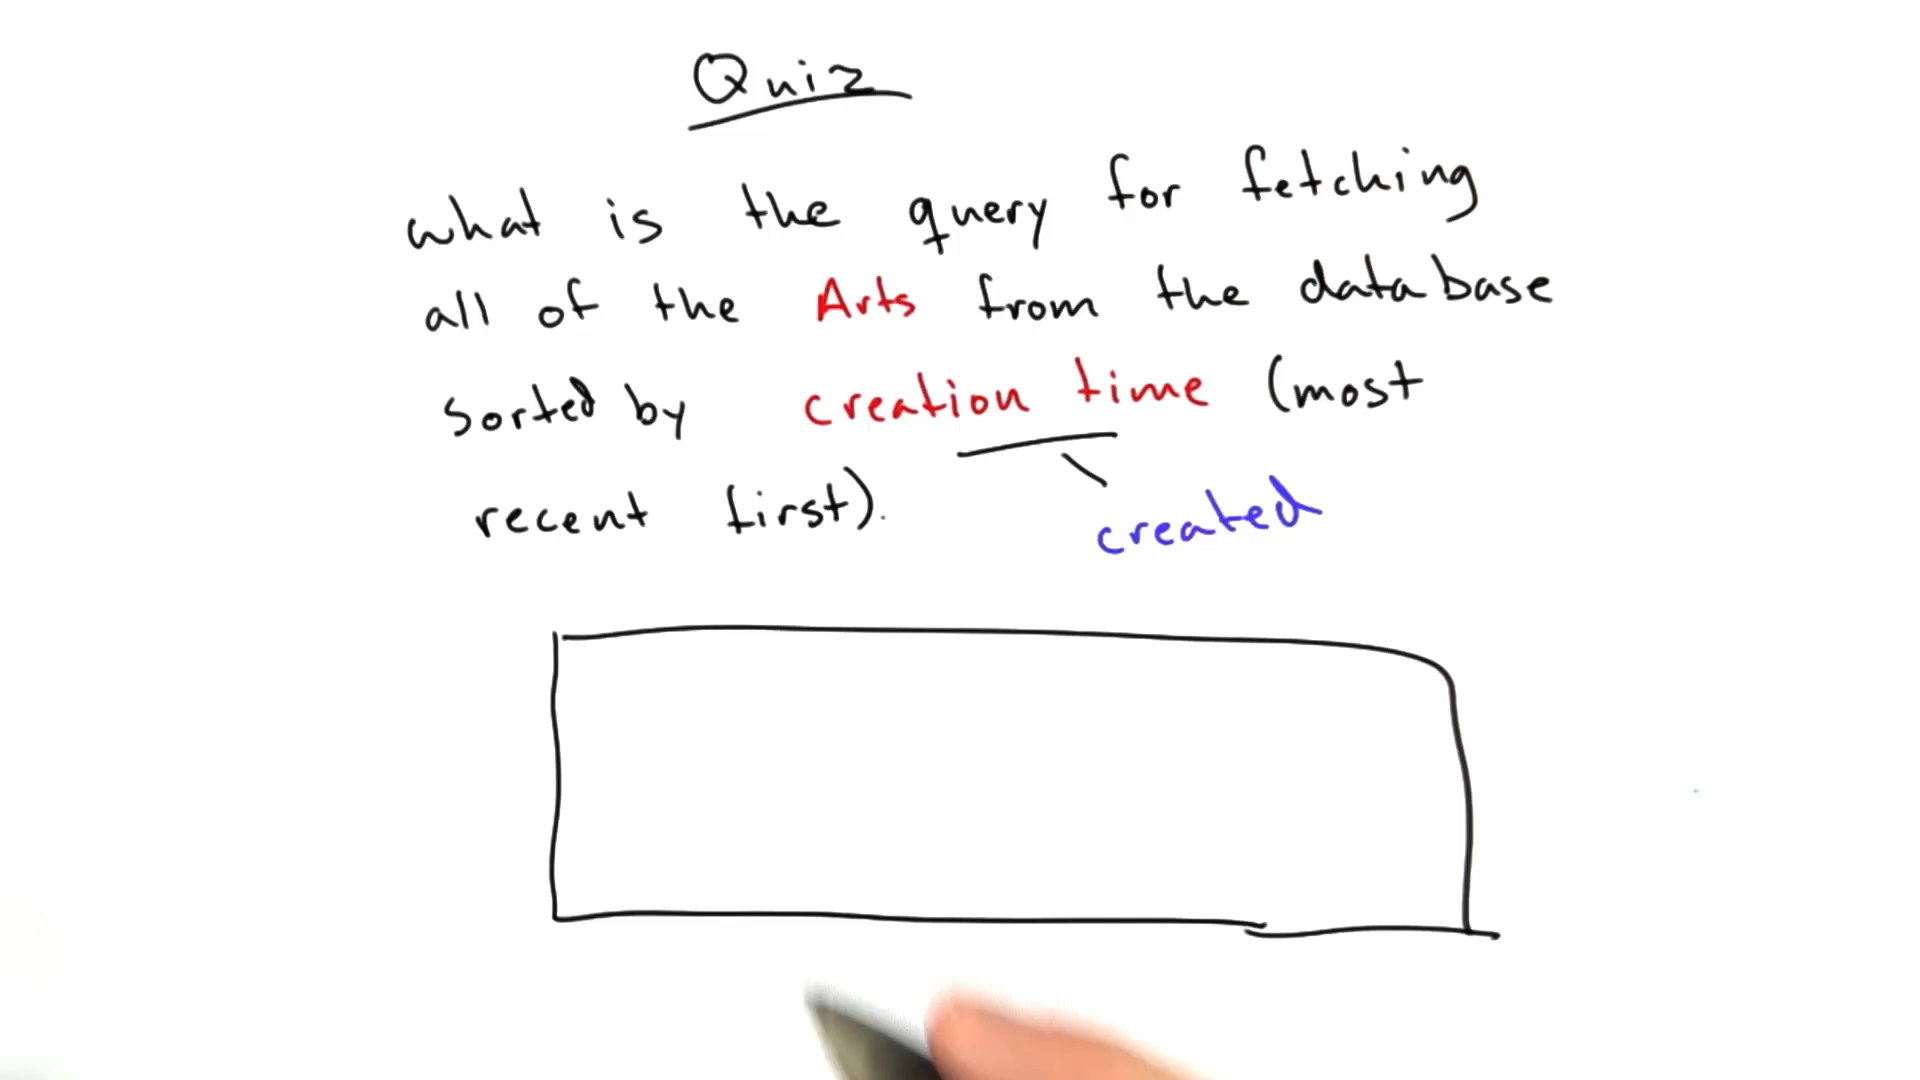 Quiz
what is the query for fetching
all of the Arts from the database
sorted by creation time (most
recent first).
created